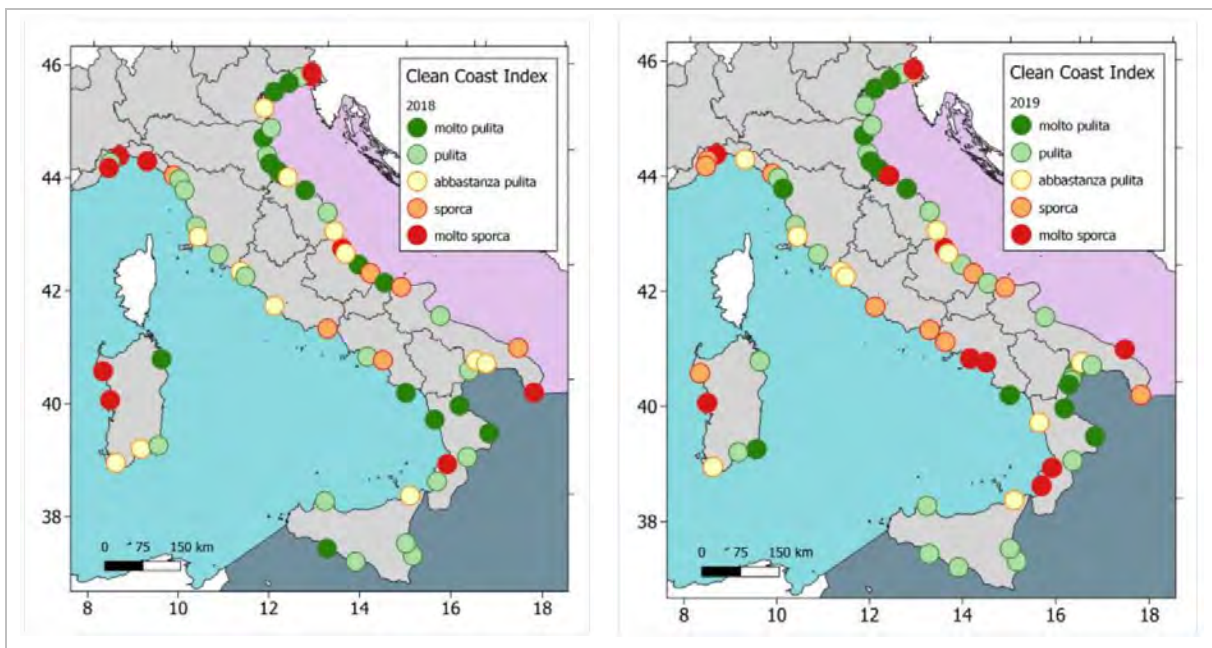 Clean Coast Index
2018
molto pulita
pulita
abbastanza pulita
sporca
molto sporca
46
44
42
40
38
0 75 150 km
8 10 12 14 16 18
Clean Coast Index
2019
molto pulita
pulita
abbastanza pulita
sporca
molto sporca
46
44
42
40
38
0 75 150 km
8 10 12 14 16 18